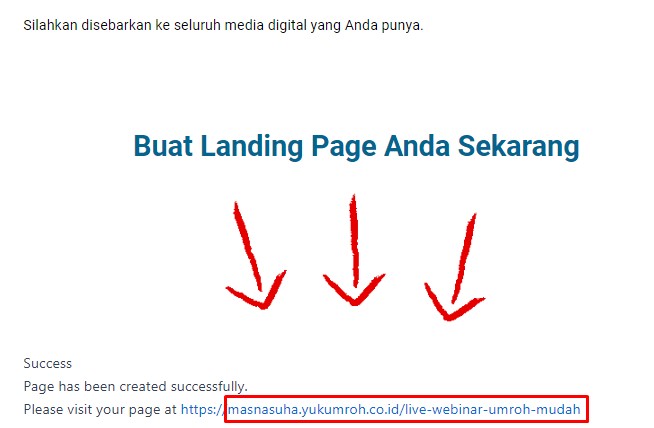 Silahkan disebarkan ke seluruh media digital yang Anda punya.
Buat Landing Page Anda Sekarang
Success
Page has been created successfully.
Please visit your page at https://masnasuha.yukumroh.co.id/live-webinar-umroh-mudah